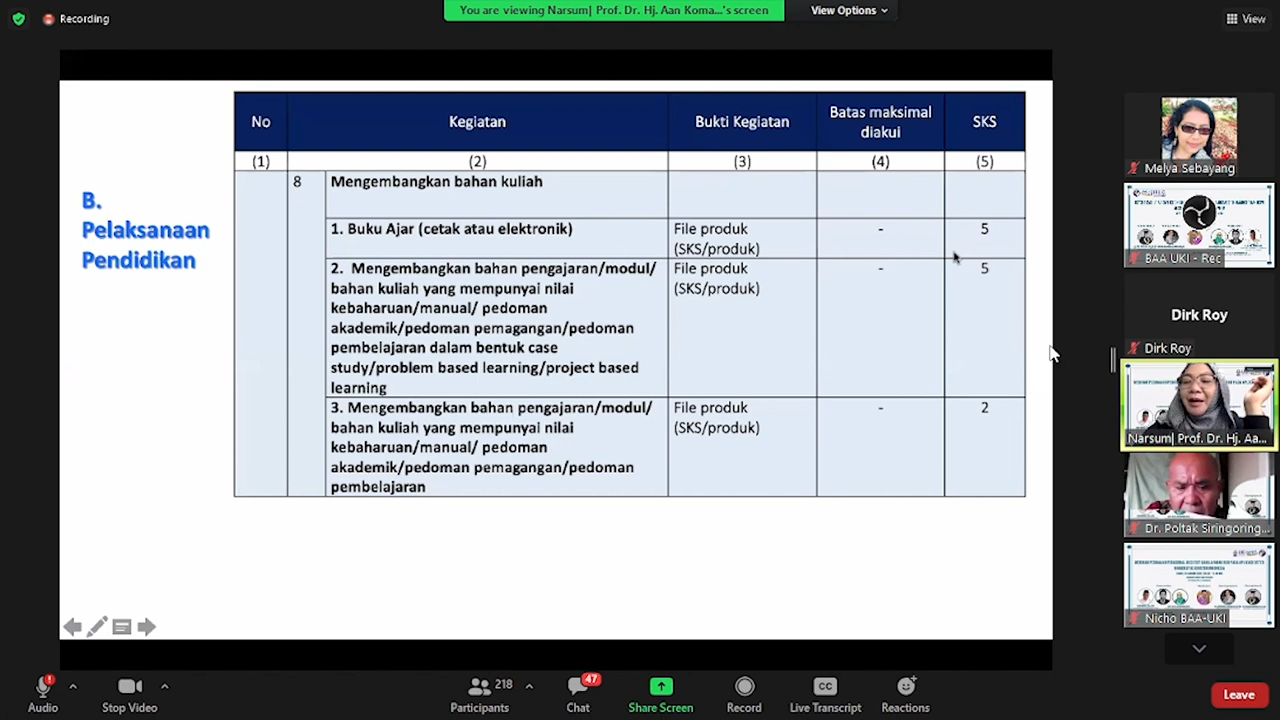 Recording
You are viewing Narsum| Prof. Dr. Hj. Aan Koma...'s screen
View Options
View
B.
Pelaksanaan
Pendidikan
No
Kegiatan
Bukti Kegiatan
Batas maksimal
diakui
SKS
(1)
(2)
(3)
(4)
(5)
8
Mengembangkan bahan kuliah
1. Buku Ajar (cetak atau elektronik)
File produk
(SKS/produk)
-
5
2. Mengembangkan bahan pengajaran/modul/
bahan kuliah yang mempunyai nilai
kebaharuan/manual/ pedoman
akademik/pedoman pemagangan/pedoman
pembelajaran dalam bentuk case
study/problem based learning/project based
learning
File produk
(SKS/produk)
-
5
3. Mengembangkan bahan pengajaran/modul/
bahan kuliah yang mempunyai nilai
kebaharuan/manual/ pedoman
akademik/pedoman pemagangan/pedoman
pembelajaran
File produk
(SKS/produk)
-
2
Melya Sebayang
BAA UKI - Rec
Dirk Roy
Dirk Roy
Narsum| Prof. Dr. Hj. Aa...
Dr. Poltak Siringoring...
Nicho BAA-UKI
Audio
Stop Video
218
Participants
47
Chat
Share Screen
Record
CC
Live Transcript
Reactions
Leave